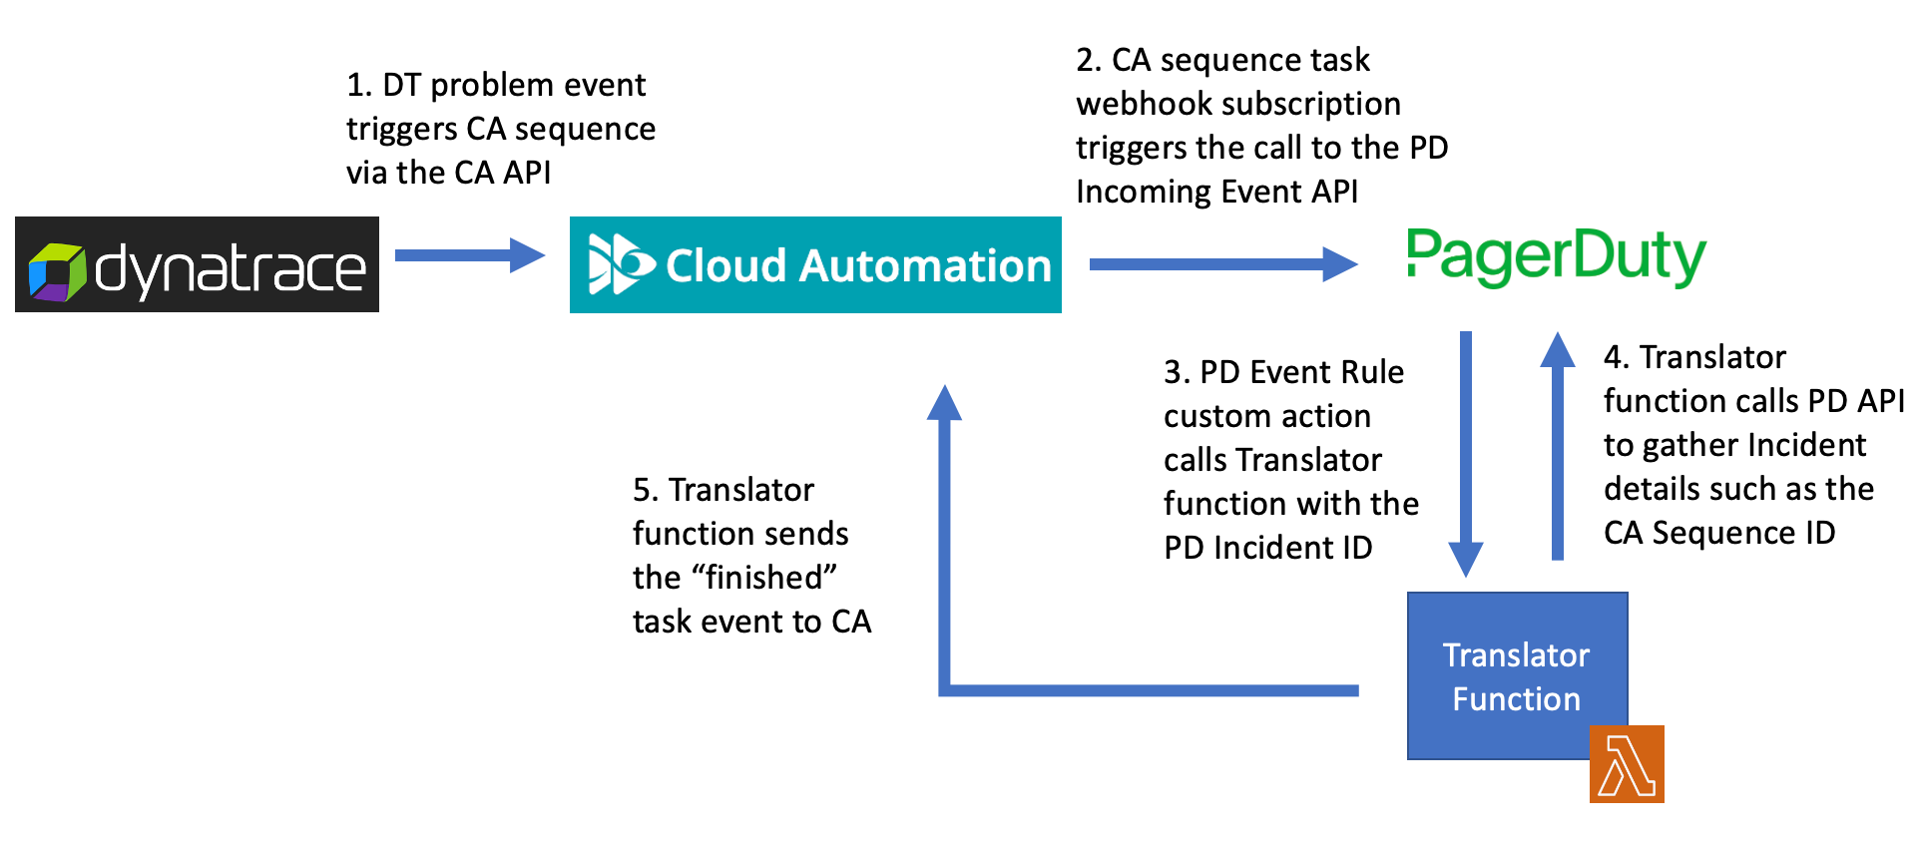 1. DT problem event
triggers CA sequence
via the CA API
2. CA sequence task
webhook subscription
triggers the call to the PD
Incoming Event API
dynatrace
Cloud Automation
PagerDuty
3. PD Event Rule
custom action
calls Translator
function with the
PD Incident ID
4. Translator
function calls PD API
to gather Incident
details such as the
CA Sequence ID
5. Translator
function sends
the “finished”
task event to CA
Translator
Function